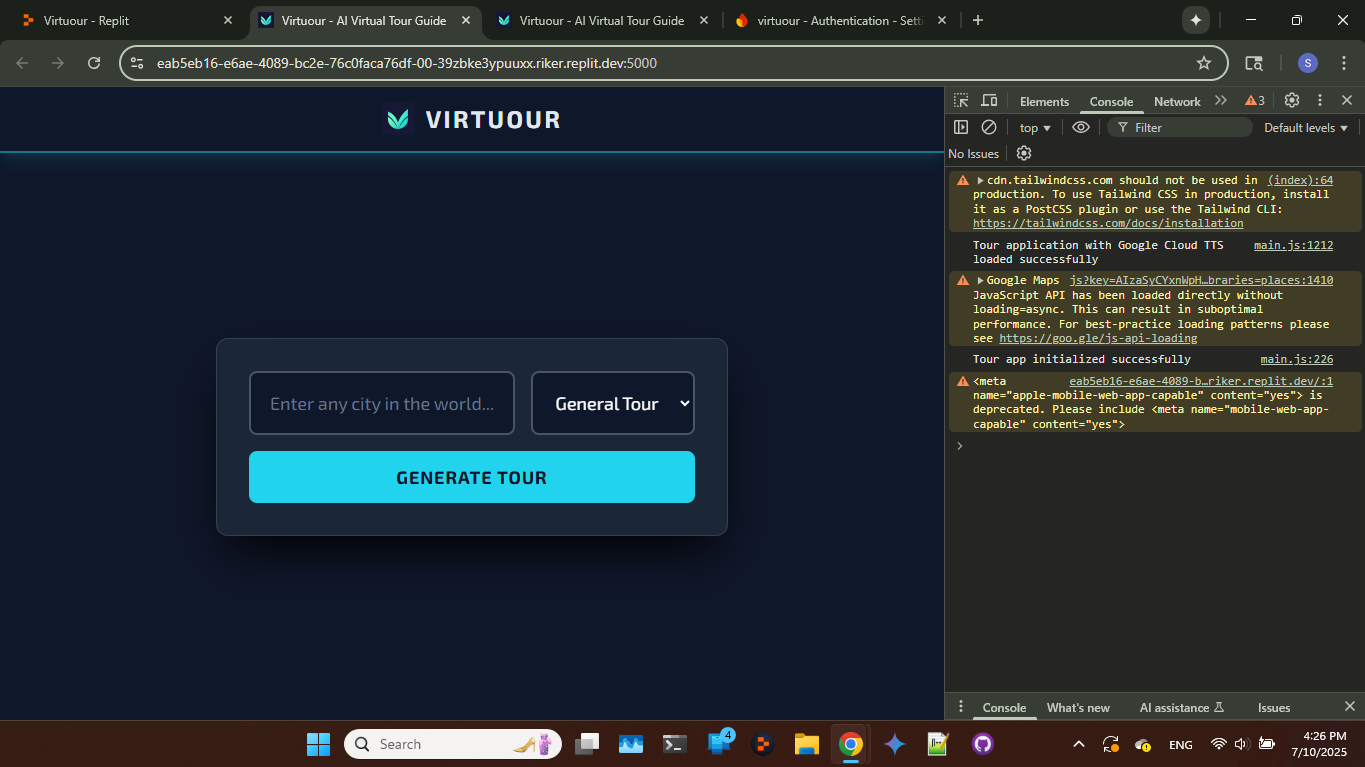 Virtuour - Replit
Virtuour - AI Virtual Tour Guide
Virtuour - AI Virtual Tour Guide
virtuour - Authentication - Setti
eab5eb16-e6ae-4089-bc2e-76c0faca76df-00-39zbke3ypuuxx.riker.replit.dev:5000
S
VIRTUOUR
Enter any city in the world...
General Tour
GENERATE TOUR
Elements
Console
Network
3
top
Filter
Default levels
No Issues
cdn.tailwindcss.com should not be used in (index):64
production. To use Tailwind CSS in production, install
it as a PostCSS plugin or use the Tailwind CLI:
https://tailwindcss.com/docs/installation
Tour application with Google Cloud TTS main.js:1212
loaded successfully
Google Maps js?key=AIzaSyCYxnWpH…braries=places:1410
JavaScript API has been loaded directly without
loading=async. This can result in suboptimal
performance. For best-practice loading patterns please
see https://goo.gle/js-api-loading
Tour app initialized successfully main.js:226
<meta eab5eb16-e6ae-4089-b…riker.replit.dev/:1
name="apple-mobile-web-app-capable" content="yes"> is
deprecated. Please include <meta name="mobile-web-app-
capable" content="yes">
Console
What's new
AI assistance
Issues
Search
4
ENG
4:26 PM
7/10/2025